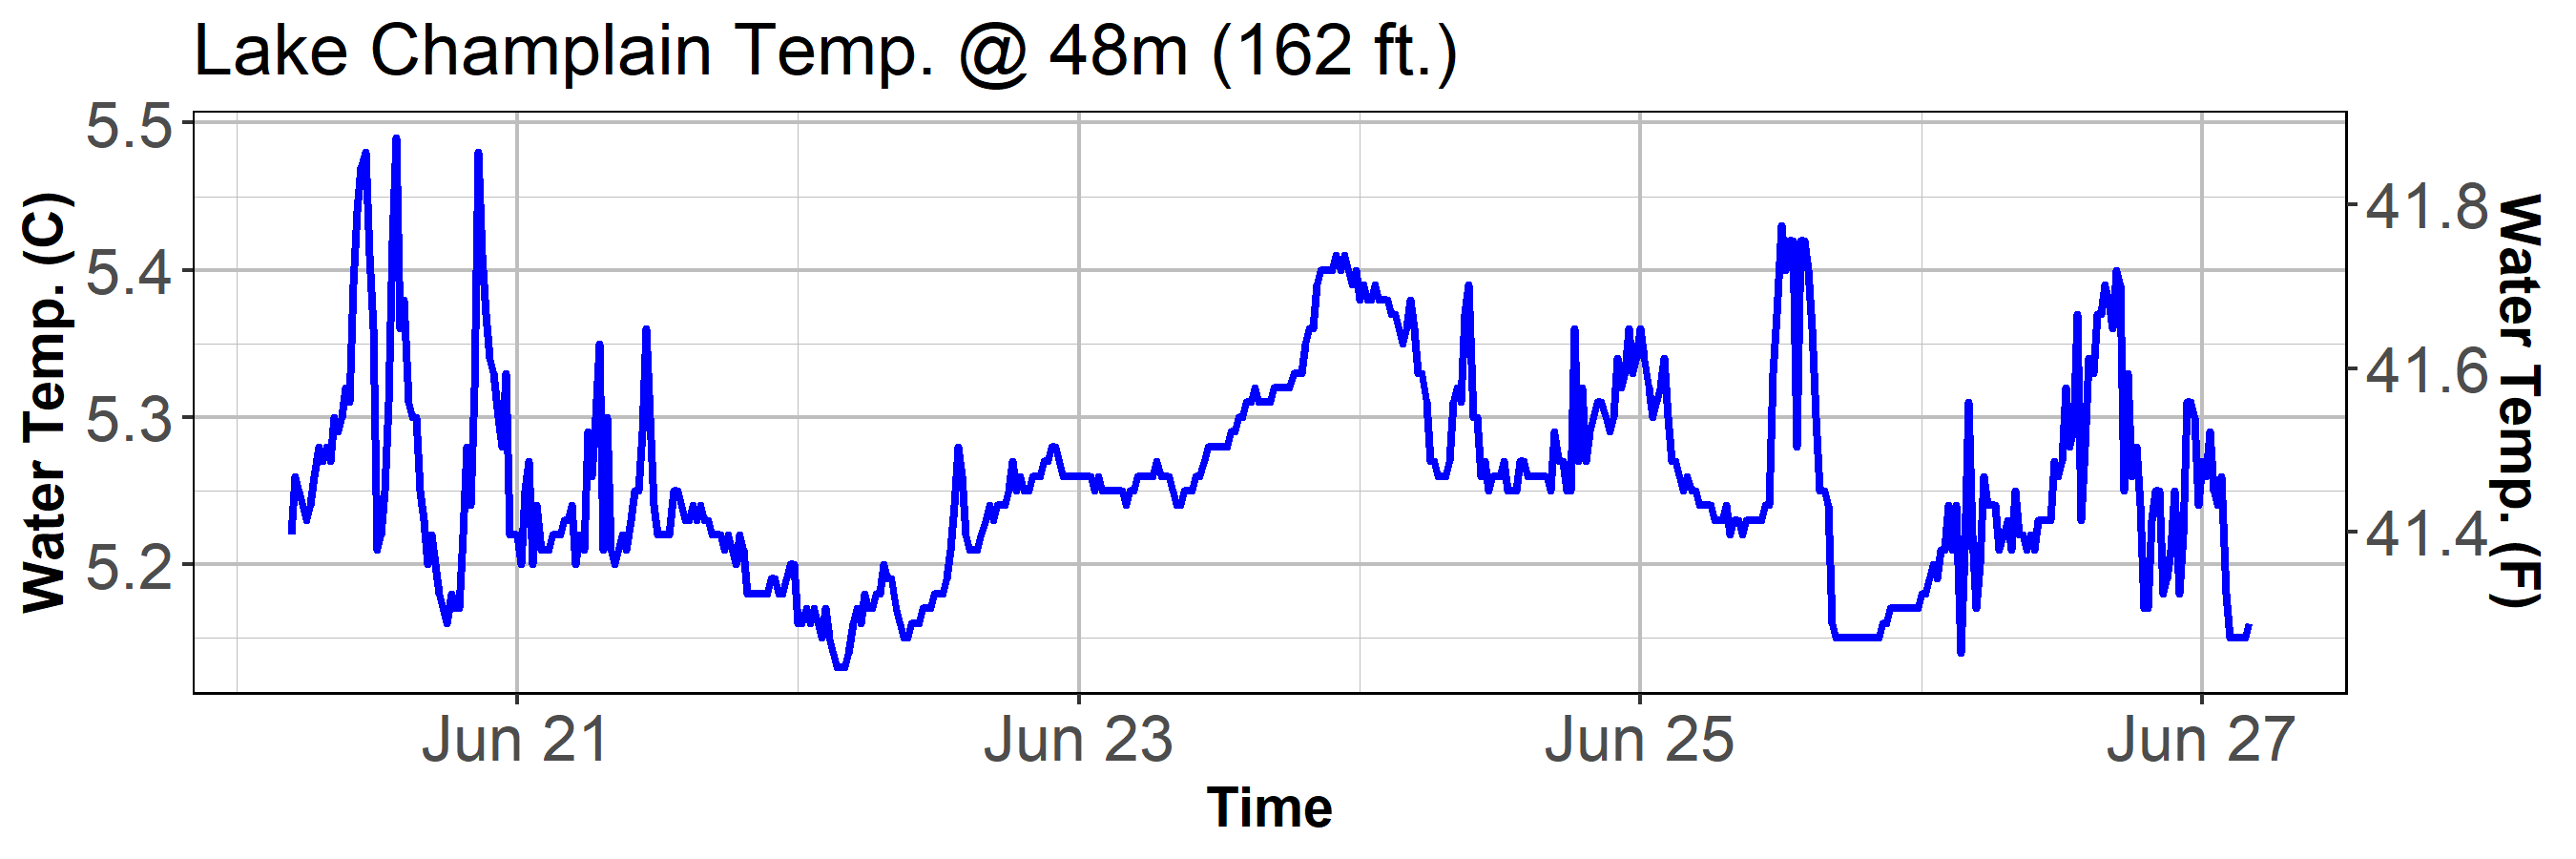 Lake Champlain Temp. @ 48m (162 ft.)
Water Temp. (C)
5.5
5.4
5.3
5.2
41.8
41.6
41.4
Water Temp. (F)
Jun 21
Jun 23
Jun 25
Jun 27
Time